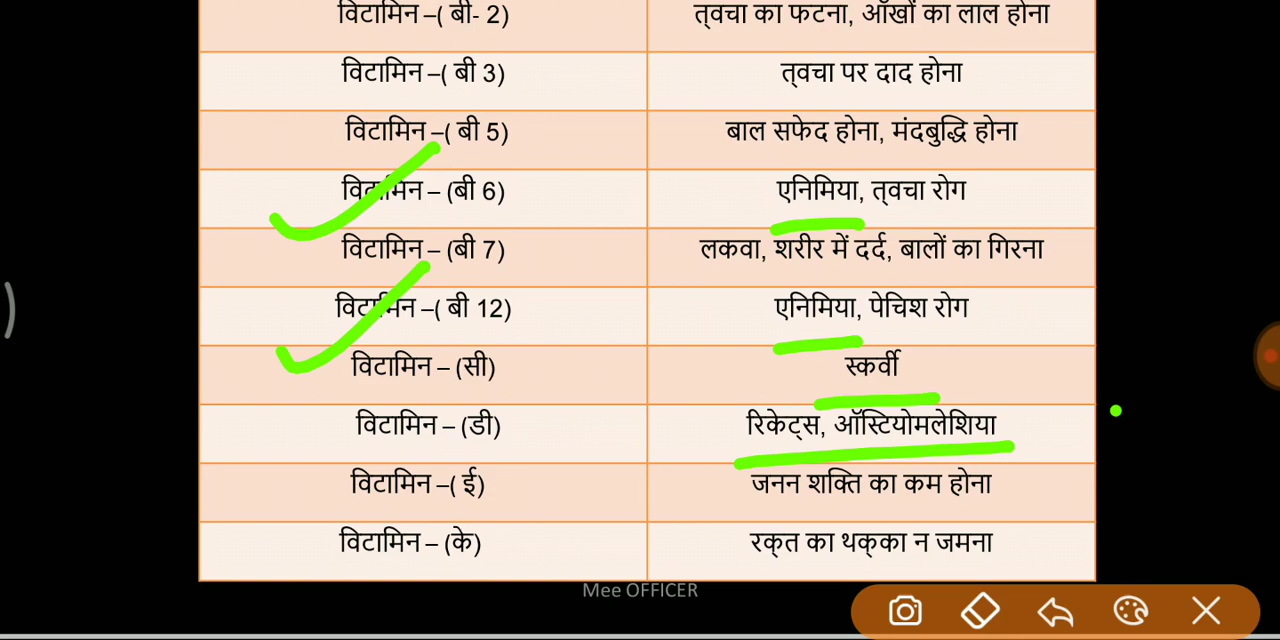 विटामिन –( बी- 2) त्वचा का फटना, आँखों का लाल होना
विटामिन –( बी 3) त्वचा पर दाद होना
विटामिन –( बी 5) बाल सफेद होना, मंदबुद्धि होना
विटामिन – (बी 6) एनिमिया, त्वचा रोग
विटामिन – (बी 7) लकवा, शरीर में दर्द, बालों का गिरना
विटामिन –( बी 12) एनिमिया, पेचिश रोग
विटामिन – (सी) स्कर्वी
विटामिन – (डी) रिकेट्स, ऑस्टियोमलेशिया
विटामिन –( ई) जनन शक्ति का कम होना
विटामिन – (के) रक्त का थक्का न जमना
Mee OFFICER